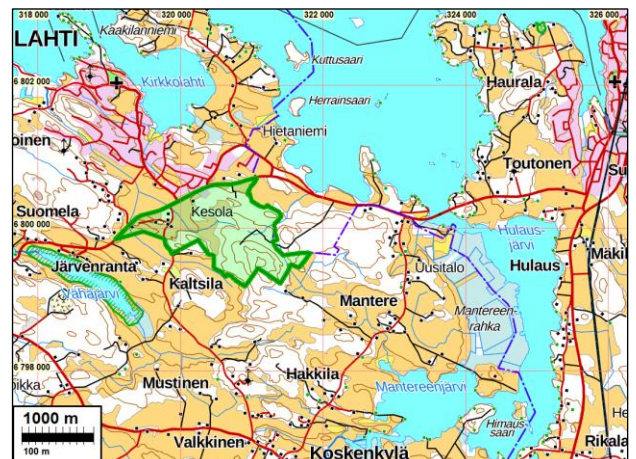 318 000
320 000
322 000
324 000
326 000
LAHTI
Kaakilanniemi
Kuttusaari
6 802 000
Kirkkolahti
Herrainsaari
Haurala
Hietaniemi
oinen
Toutonen
Su
Suomela
Kesola
6 800 000
Hulaus-
järvi
Järvenranta
Uusitalo
Hulaus
Mäkil
Vähäjärvi
Kaltsila
Mantere
Mantereen-
rahka
6 798 000
oikka
Mustinen
Hakkila
Mantereenjärvi
He
1000 m
100 m
Himaus-
saari
Valkkinen
Koskenkylä
Rikala